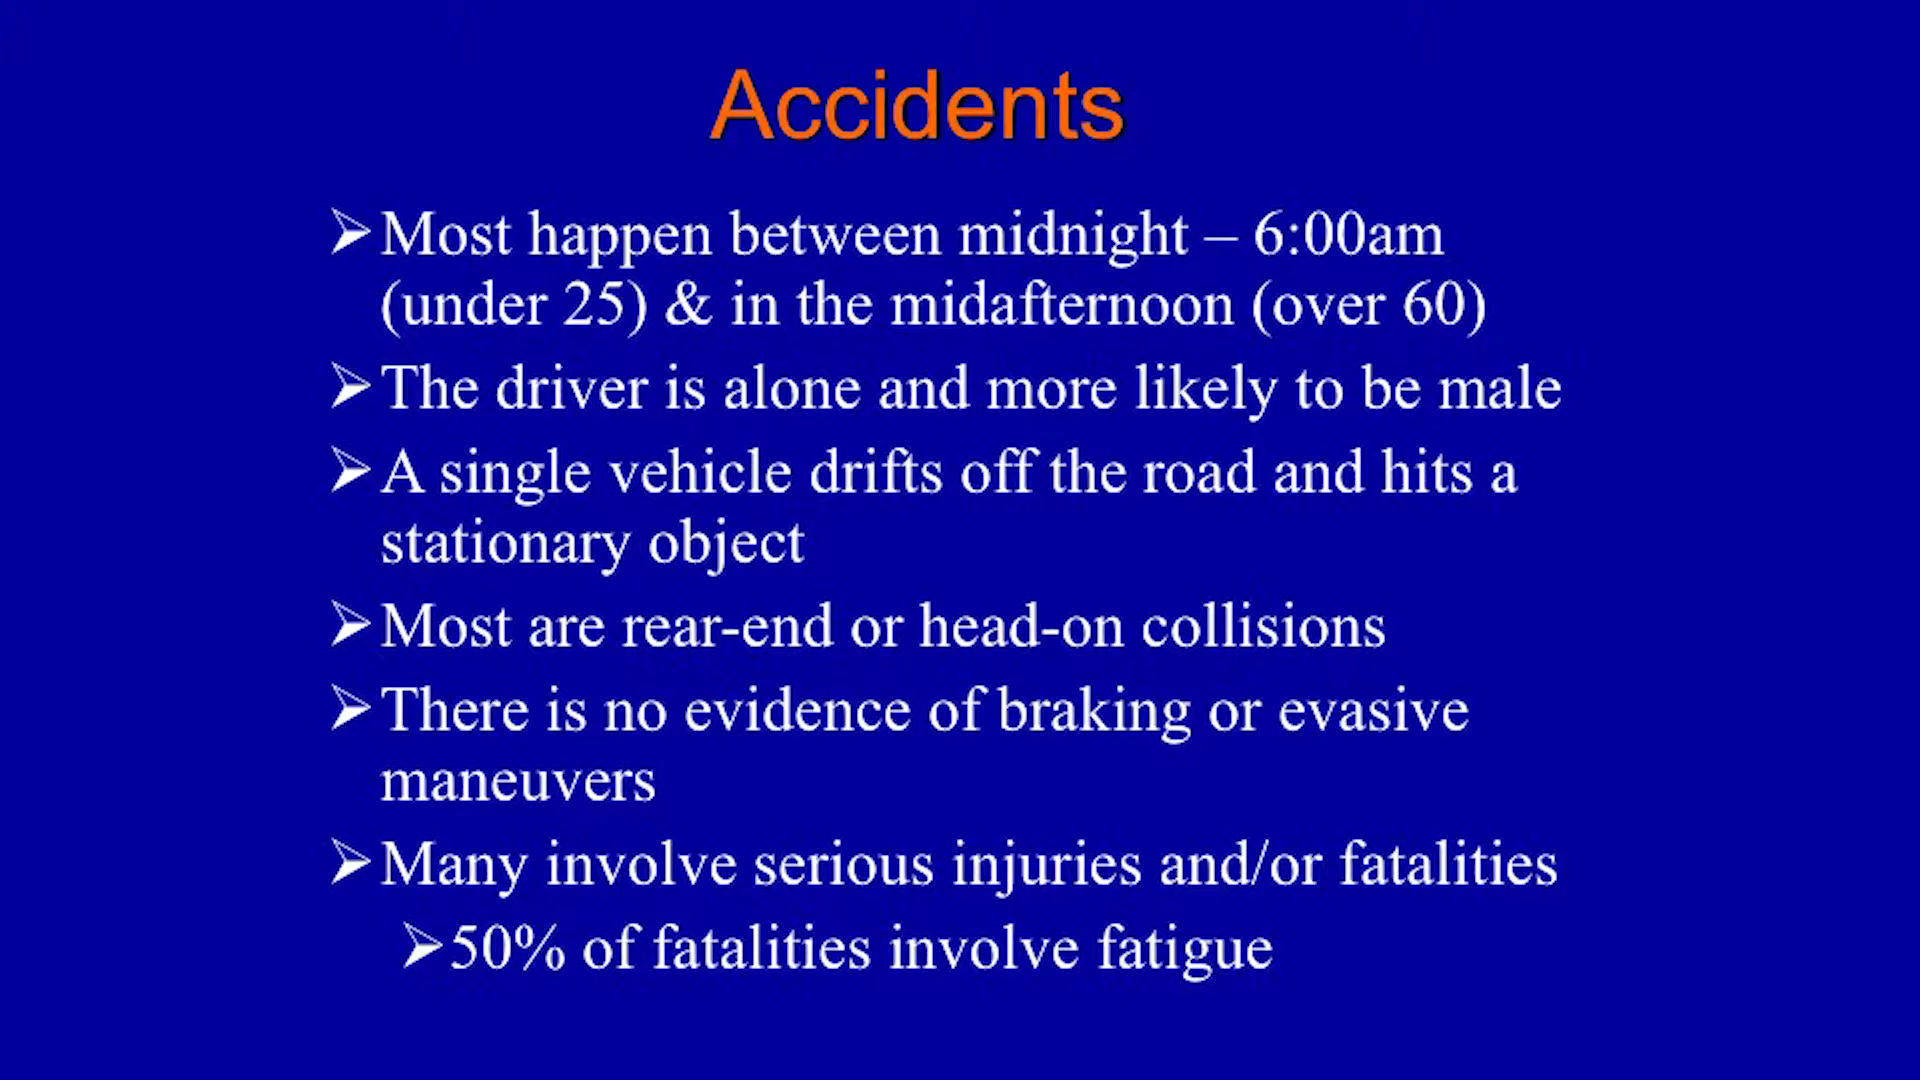 Accidents
➢Most happen between midnight – 6:00am
(under 25) & in the midafternoon (over 60)
➢The driver is alone and more likely to be male
➢A single vehicle drifts off the road and hits a
stationary object
➢Most are rear-end or head-on collisions
➢There is no evidence of braking or evasive
maneuvers
➢Many involve serious injuries and/or fatalities
➢50% of fatalities involve fatigue